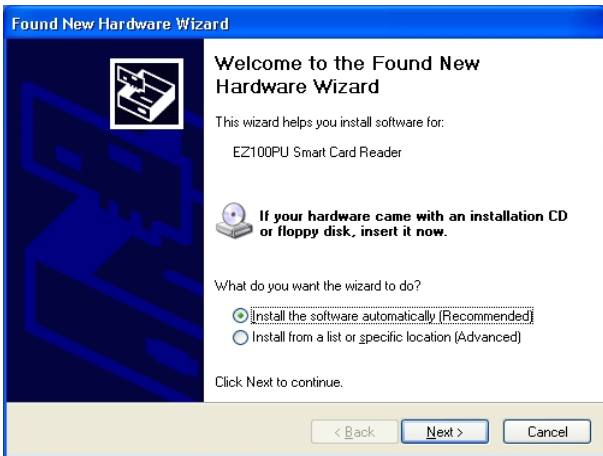 Found New Hardware Wizard
Welcome to the Found New
Hardware Wizard
This wizard helps you install software for:
EZ100PU Smart Card Reader
If your hardware came with an installation CD
or floppy disk, insert it now.
What do you want the wizard to do?
Install the software automatically (Recommended)
Install from a list or specific location (Advanced)
Click Next to continue.
< Back Next > Cancel